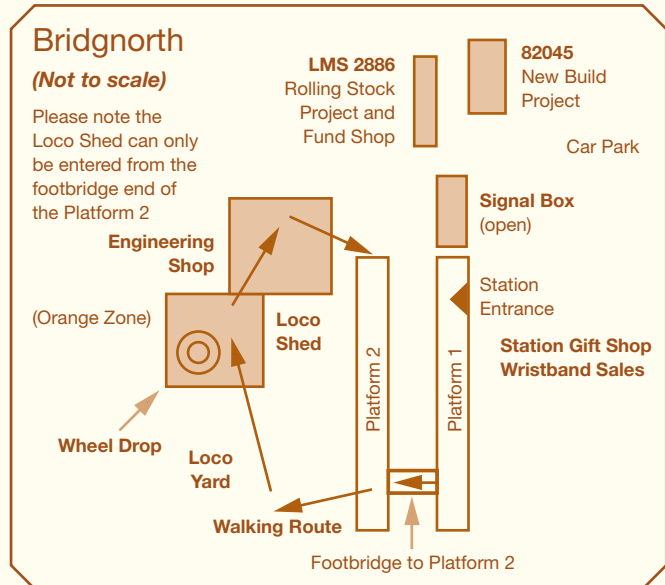 Bridgnorth
(Not to scale)
Please note the
Loco Shed can only
be entered from the
footbridge end of
the Platform 2
LMS 2886
Rolling Stock
Project and
Fund Shop
82045
New Build
Project
Car Park
Signal Box
(open)
Engineering
Shop
Station
Entrance
(Orange Zone)
Loco
Shed
Station Gift Shop
Wristband Sales
Platform 2
Platform 1
Wheel Drop
Loco
Yard
Walking Route
Footbridge to Platform 2